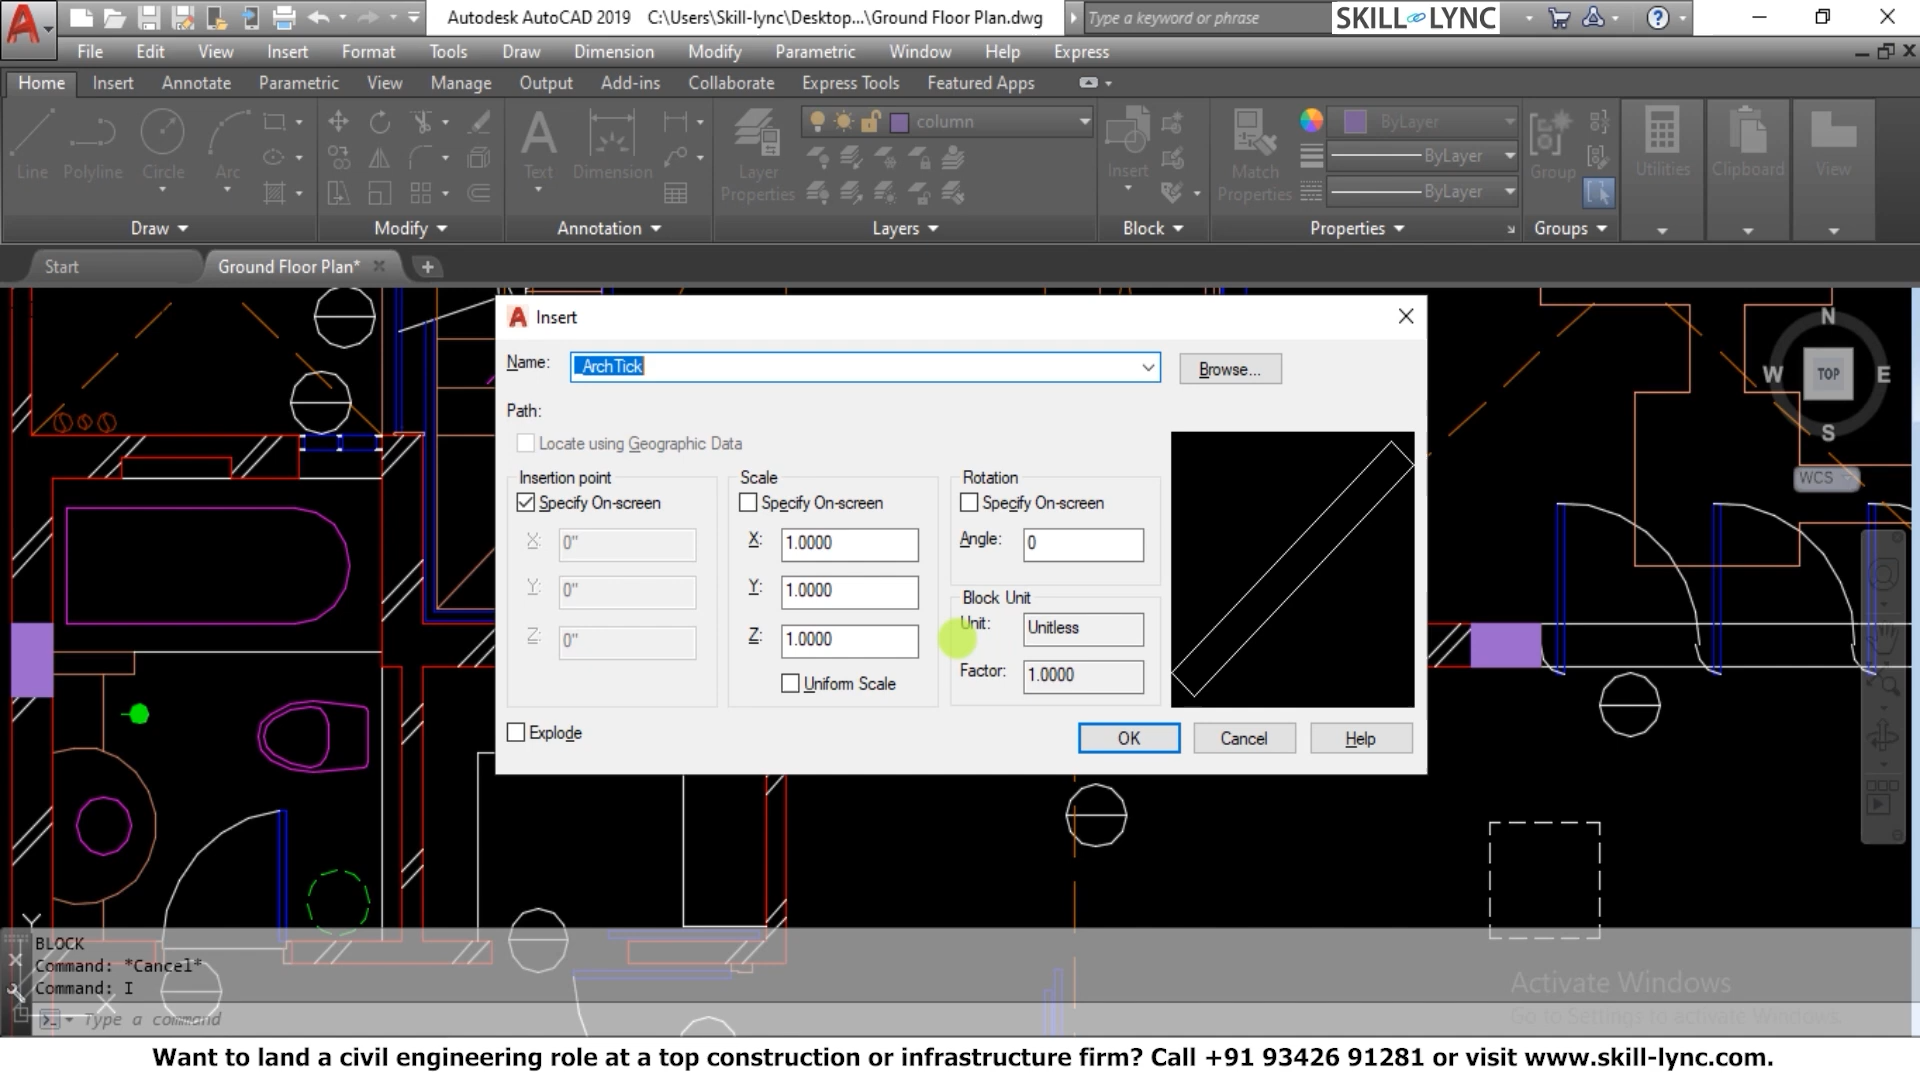 Autodesk AutoCAD 2019 C:\Users\Skill-lync\Desktop...\Ground Floor Plan.dwg
Type a keyword or phrase
SKILL LYNC
File Edit View Insert Format Tools Draw Dimension Modify Parametric Window Help Express
Home Insert Annotate Parametric View Manage Output Add-ins Collaborate Express Tools Featured Apps
column
ByLayer
ByLayer
ByLayer
Line Polyline Circle Arc
Text Dimension
Layer Properties
Insert
Match Properties
Group
Utilities
Clipboard
View
Draw Modify Annotation Layers Block Properties Groups
Start
Ground Floor Plan*
Insert
Name: _ArchTick
Browse...
Path:
Locate using Geographic Data
Insertion point
Specify On-screen
X: 0"
Y: 0"
Z: 0"
Scale
Specify On-screen
X: 1.0000
Y: 1.0000
Z: 1.0000
Uniform Scale
Rotation
Specify On-screen
Angle: 0
Block Unit
Unit: Unitless
Factor: 1.0000
Explode
OK Cancel Help
N
W TOP E
S
WCS
Y
X
BLOCK
Command: *Cancel*
Command: I
Type a command
Activate Windows
Go to Settings to activate Windows.
Want to land a civil engineering role at a top construction or infrastructure firm? Call +91 93426 91281 or visit www.skill-lync.com.